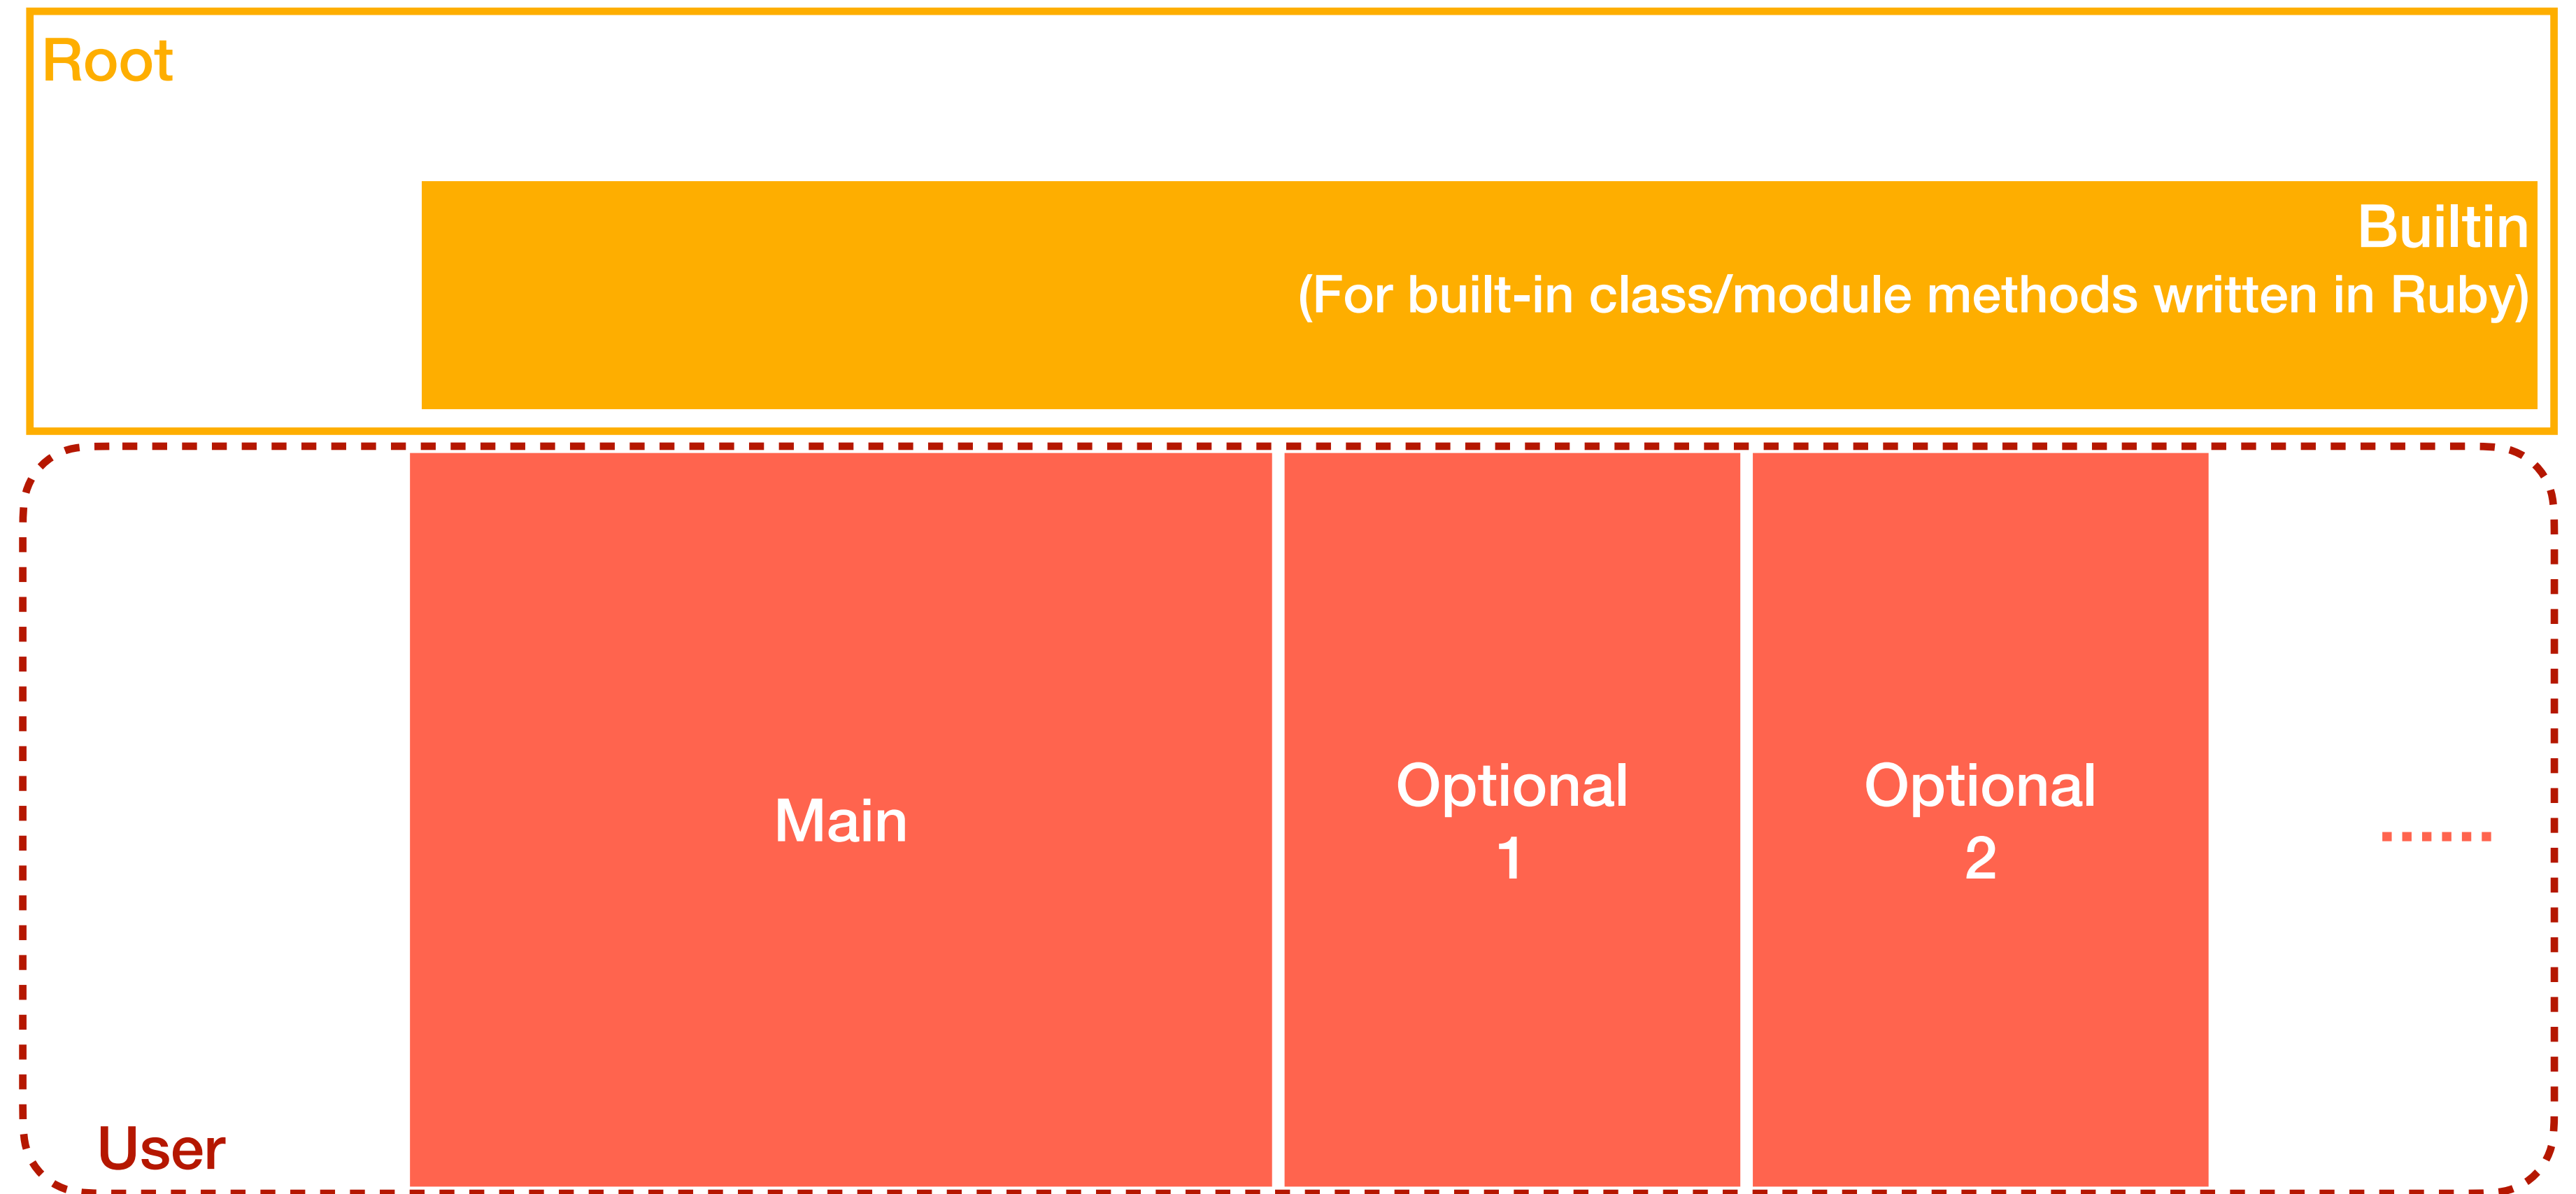 Root
Builtin
(For built-in class/module methods written in Ruby)
Main
Optional
1
Optional
2
......
User